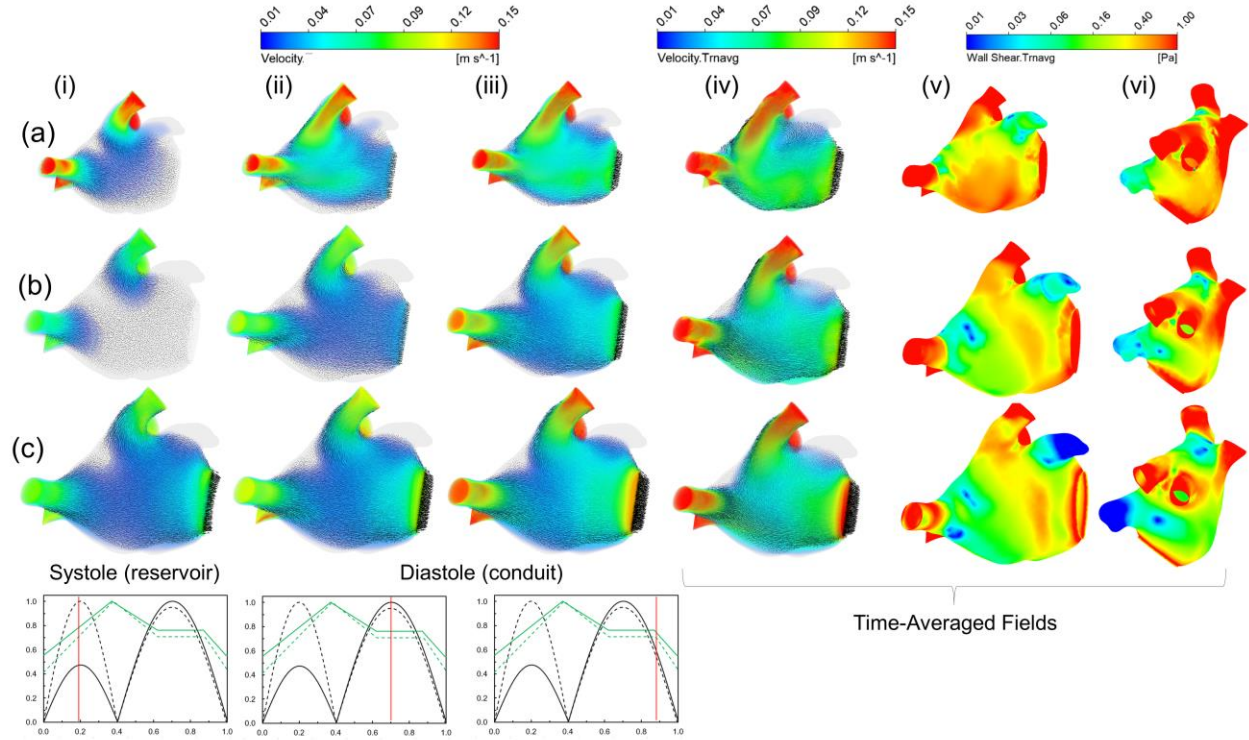 0.01 0.04 0.07 0.09 0.12 0.15
Velocity. [m s^-1]
0.01 0.04 0.07 0.09 0.12 0.15
Velocity.Trnavg [m s^-1]
0.01 0.03 0.06 0.16 0.40 1.00
Wall Shear.Trnavg [Pa]
(i) (ii) (iii) (iv) (v) (vi)
(a)
(b)
(c)
Systole (reservoir) Diastole (conduit)
Time-Averaged Fields
1.0 1.0 1.0
0.8 0.8 0.8
0.6 0.6 0.6
0.4 0.4 0.4
0.2 0.2 0.2
0.0 0.0 0.0
0.0 0.2 0.4 0.6 0.8 1.0 0.0 0.2 0.4 0.6 0.8 1.0 0.0 0.2 0.4 0.6 0.8 1.0